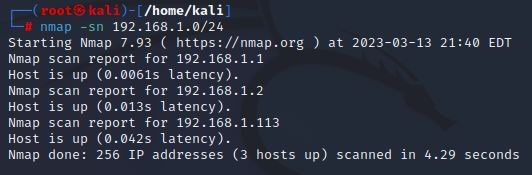 ┌──(root㉿kali)-[/home/kali]
└─# nmap -sn 192.168.1.0/24
Starting Nmap 7.93 ( https://nmap.org ) at 2023-03-13 21:40 EDT
Nmap scan report for 192.168.1.1
Host is up (0.0061s latency).
Nmap scan report for 192.168.1.2
Host is up (0.013s latency).
Nmap scan report for 192.168.1.113
Host is up (0.042s latency).
Nmap done: 256 IP addresses (3 hosts up) scanned in 4.29 seconds